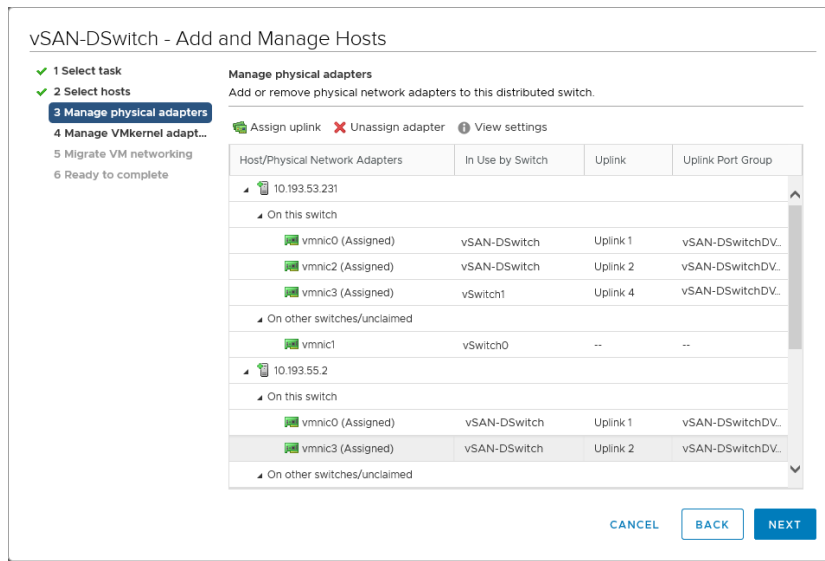 vSAN-DSwitch - Add and Manage Hosts
1 Select task
2 Select hosts
3 Manage physical adapters
4 Manage VMkernel adapt...
5 Migrate VM networking
6 Ready to complete
Manage physical adapters
Add or remove physical network adapters to this distributed switch.
Assign uplink Unassign adapter View settings
Host/Physical Network Adapters In Use by Switch Uplink Uplink Port Group
10.193.53.231
On this switch
vmnic0 (Assigned) vSAN-DSwitch Uplink 1 vSAN-DSwitchDV...
vmnic2 (Assigned) vSAN-DSwitch Uplink 2 vSAN-DSwitchDV...
vmnic3 (Assigned) vSwitch1 Uplink 4 vSAN-DSwitchDV...
On other switches/unclaimed
vmnic1 vSwitch0 -- --
10.193.55.2
On this switch
vmnic0 (Assigned) vSAN-DSwitch Uplink 1 vSAN-DSwitchDV...
vmnic3 (Assigned) vSAN-DSwitch Uplink 2 vSAN-DSwitchDV...
On other switches/unclaimed
CANCEL BACK NEXT